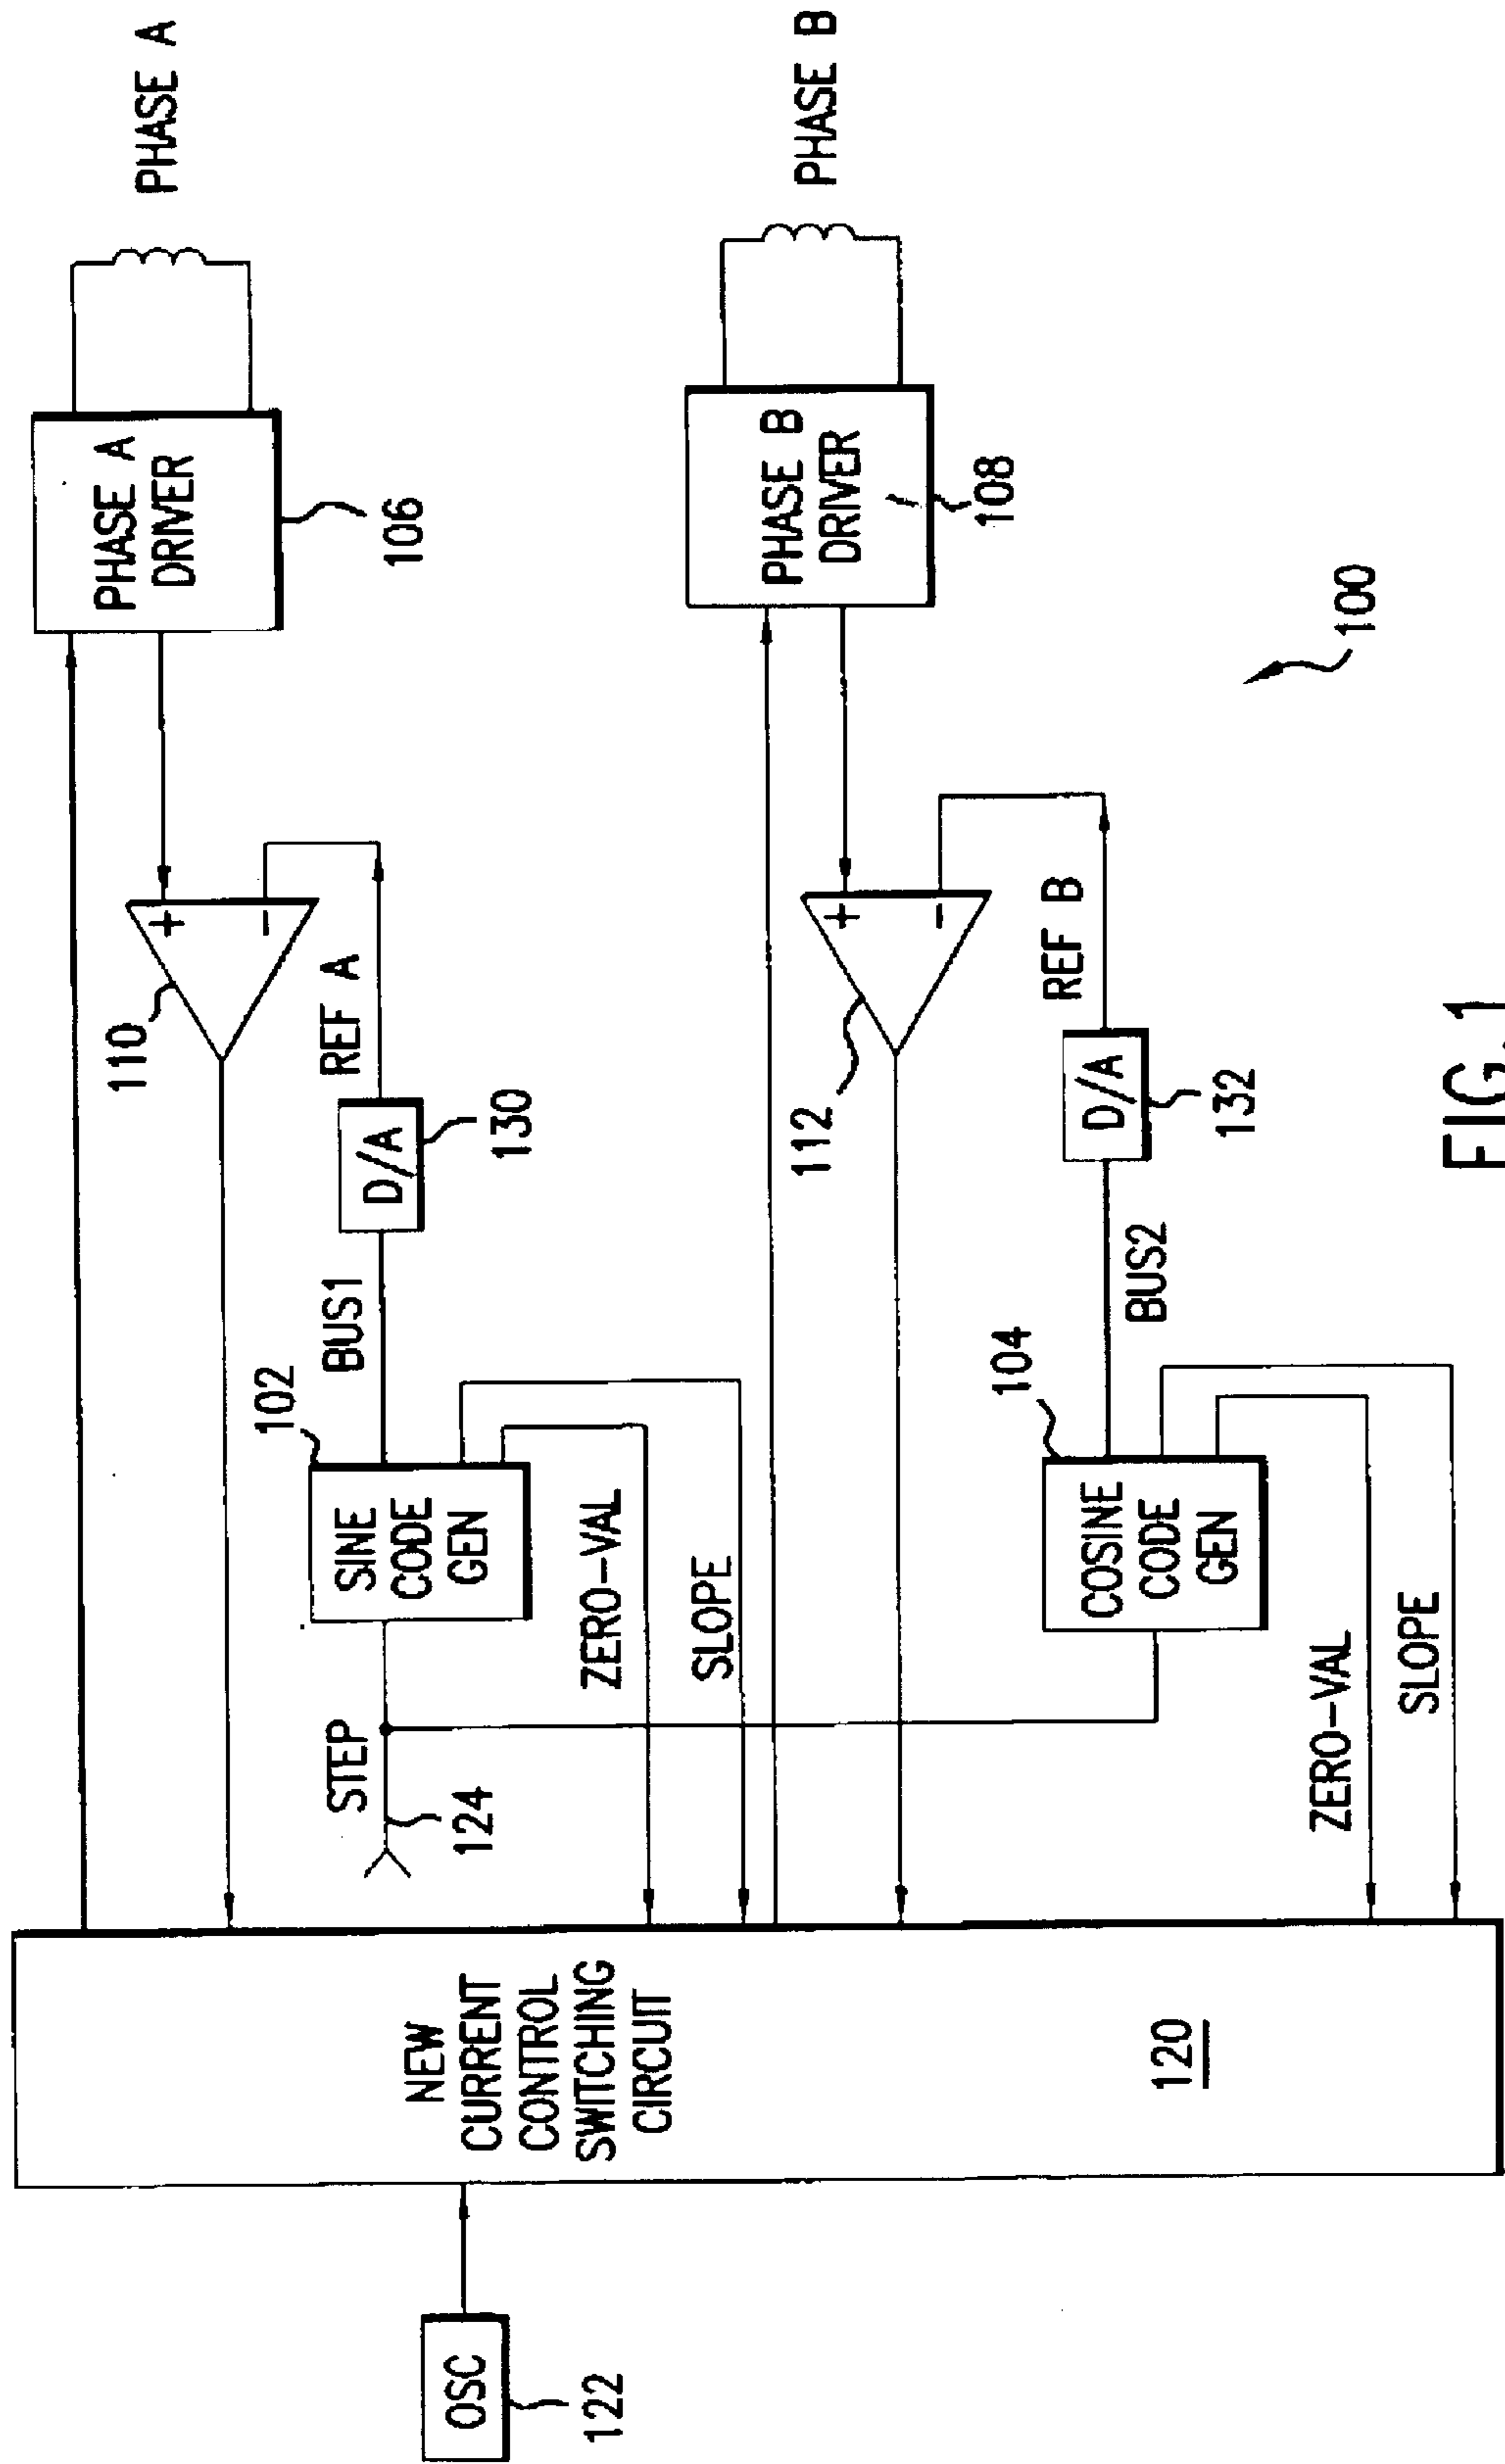 PHASE A
PHASE A
DRIVER
106
110
REF A
D/A
130
BUS1
102
SINE
CODE
GEN
ZERO-VAL
SLOPE
STEP
124
PHASE B
PHASE B
DRIVER
108
112
REF B
D/A
132
BUS2
104
COSINE
CODE
GEN
ZERO-VAL
SLOPE
NEW
CURRENT
CONTROL
SWITCHING
CIRCUIT
120
OSC
122
100
+
-
+
-
FIG. 1